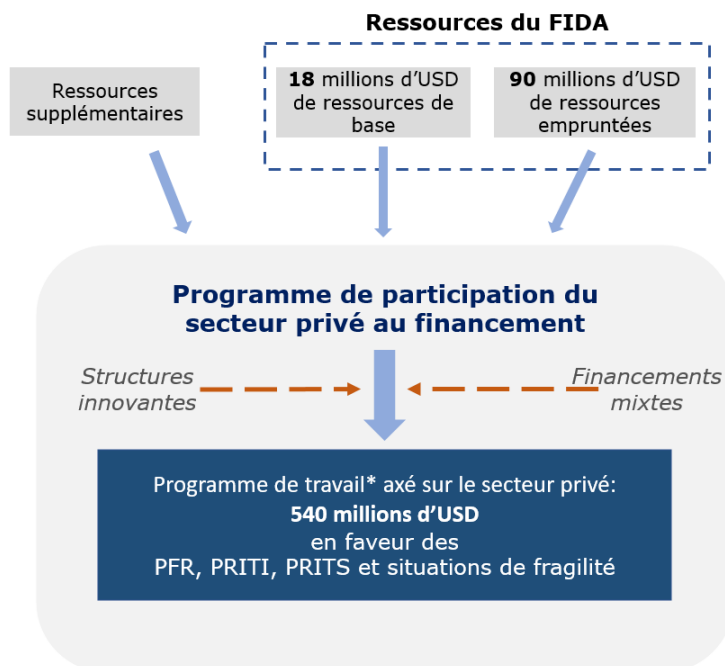 Ressources du FIDA
Ressources
supplémentaires
18 millions d’USD
de ressources de
base
90 millions d’USD
de ressources
empruntées
Programme de participation du
secteur privé au financement
Structures
innovantes
Financements
mixtes
Programme de travail* axé sur le secteur privé:
540 millions d’USD
en faveur des
PFR, PRITI, PRITS et situations de fragilité